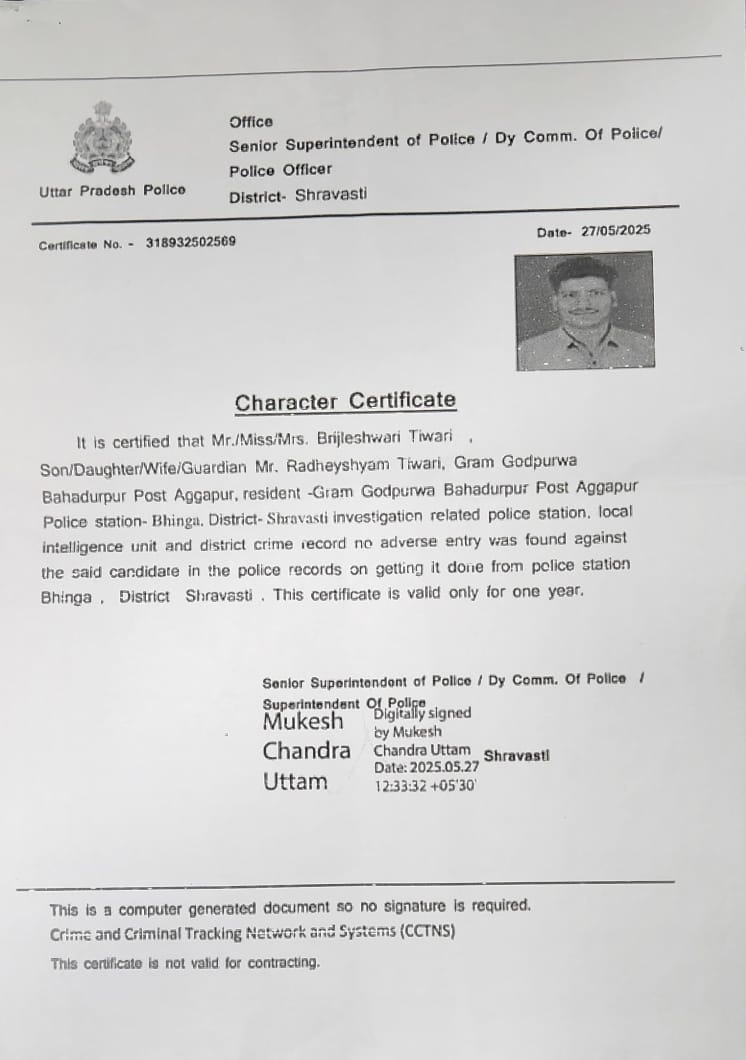 Uttar Pradesh Police
Office
Senior Superintendent of Police / Dy Comm. Of Police/
Police Officer
District- Shravasti
Certificate No. - 318932502569
Date- 27/05/2025
Character Certificate
It is certified that Mr./Miss/Mrs. Brijleshwari Tiwari ,
Son/Daughter/Wife/Guardian Mr. Radheyshyam Tiwari, Gram Godpurwa
Bahadurpur Post Aggapur, resident -Gram Godpurwa Bahadurpur Post Aggapur
Police station- Bhinga, District- Shravasti investigation related police station, local
intelligence unit and district crime record no adverse entry was found against
the said candidate in the police records on getting it done from police station
Bhinga , District Shravasti . This certificate is valid only for one year.
Senior Superintendent of Police / Dy Comm. Of Police /
Superintendent Of Police
Mukesh
Chandra
Uttam
Digitally signed
by Mukesh
Chandra Uttam
Date: 2025.05.27
12:33:32 +05'30'
Shravasti
This is a computer generated document so no signature is required.
Crime and Criminal Tracking Network and Systems (CCTNS)
This certificate is not valid for contracting.